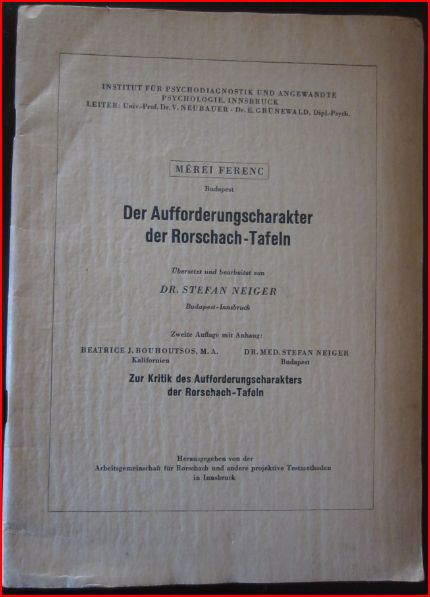 INSTITUT FÜR PSYCHODIAGNOSTIK UND ANGEWANDTE
PSYCHOLOGIE, INNSBRUCK
LEITER: Univ.-Prof. Dr. V. NEUBAUER - Dr. E. GRÜNEWALD, Dipl.-Psych.
MÉREI FERENC
Budapest
Der Aufforderungscharakter
der Rorschach-Tafeln
Übersetzt und bearbeitet von
DR. STEFAN NEIGER
Budapest-Innsbruck
Zweite Auflage mit Anhang:
BEATRICE J. ROUHOUTSOS, M. A. DR. MED. STEFAN NEIGER
Kalifornien Budapest
Zur Kritik des Aufforderungscharakters
der Rorschach-Tafeln
Herausgegeben von der
Arbeitsgemeinschaft für Rorschach und andere projektive Testmethoden
in Innsbruck